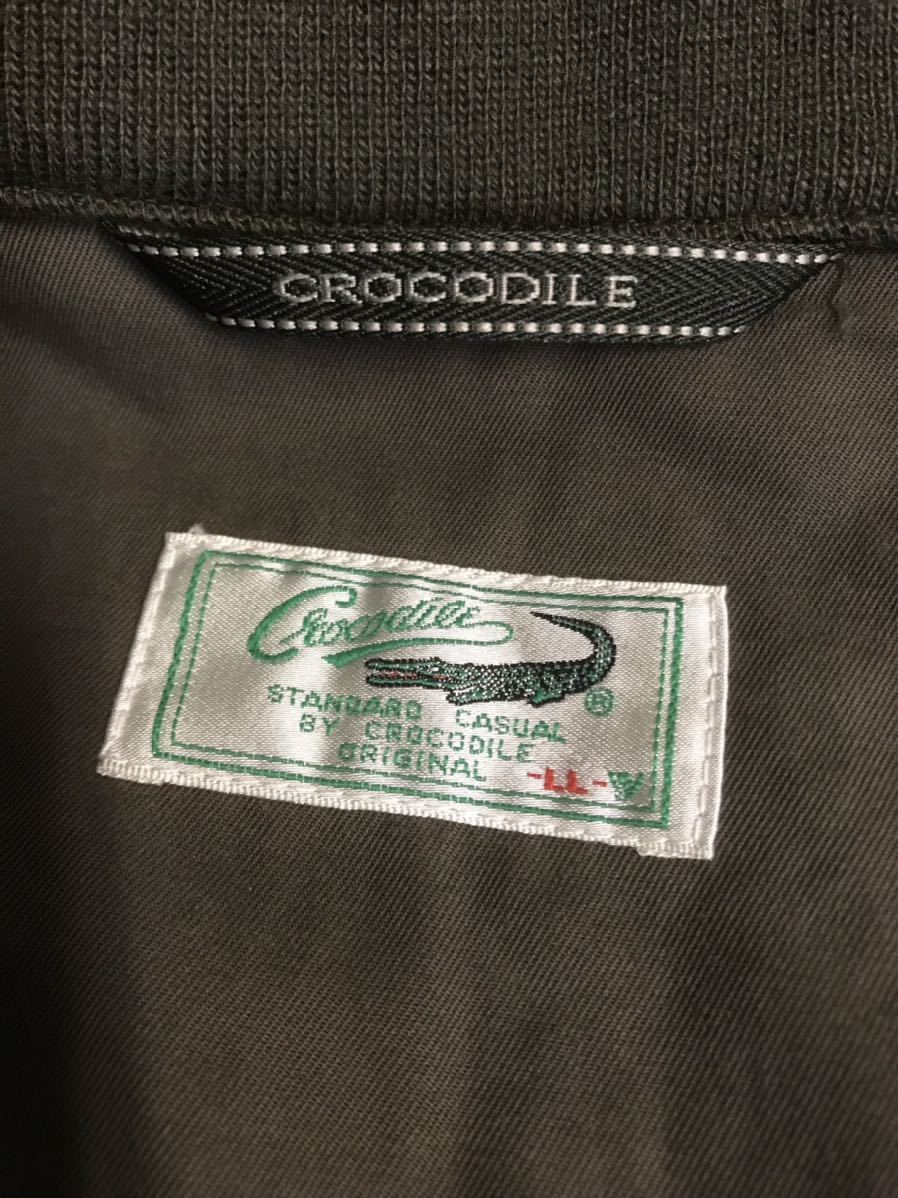 CROCODILE
Crocodile
®
STANDARD CASUAL
BY CROCODILE
ORIGINAL -LL-